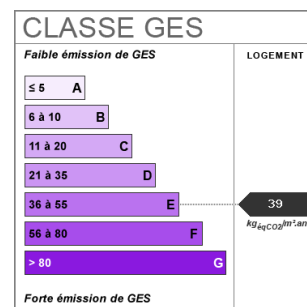 CLASSE GES
Faible émission de GES
LOGEMENT
≤ 5 A
6 à 10 B
11 à 20 C
21 à 35 D
36 à 55 E
39
kgéqCO2/m².an
56 à 80 F
> 80 G
Forte émission de GES